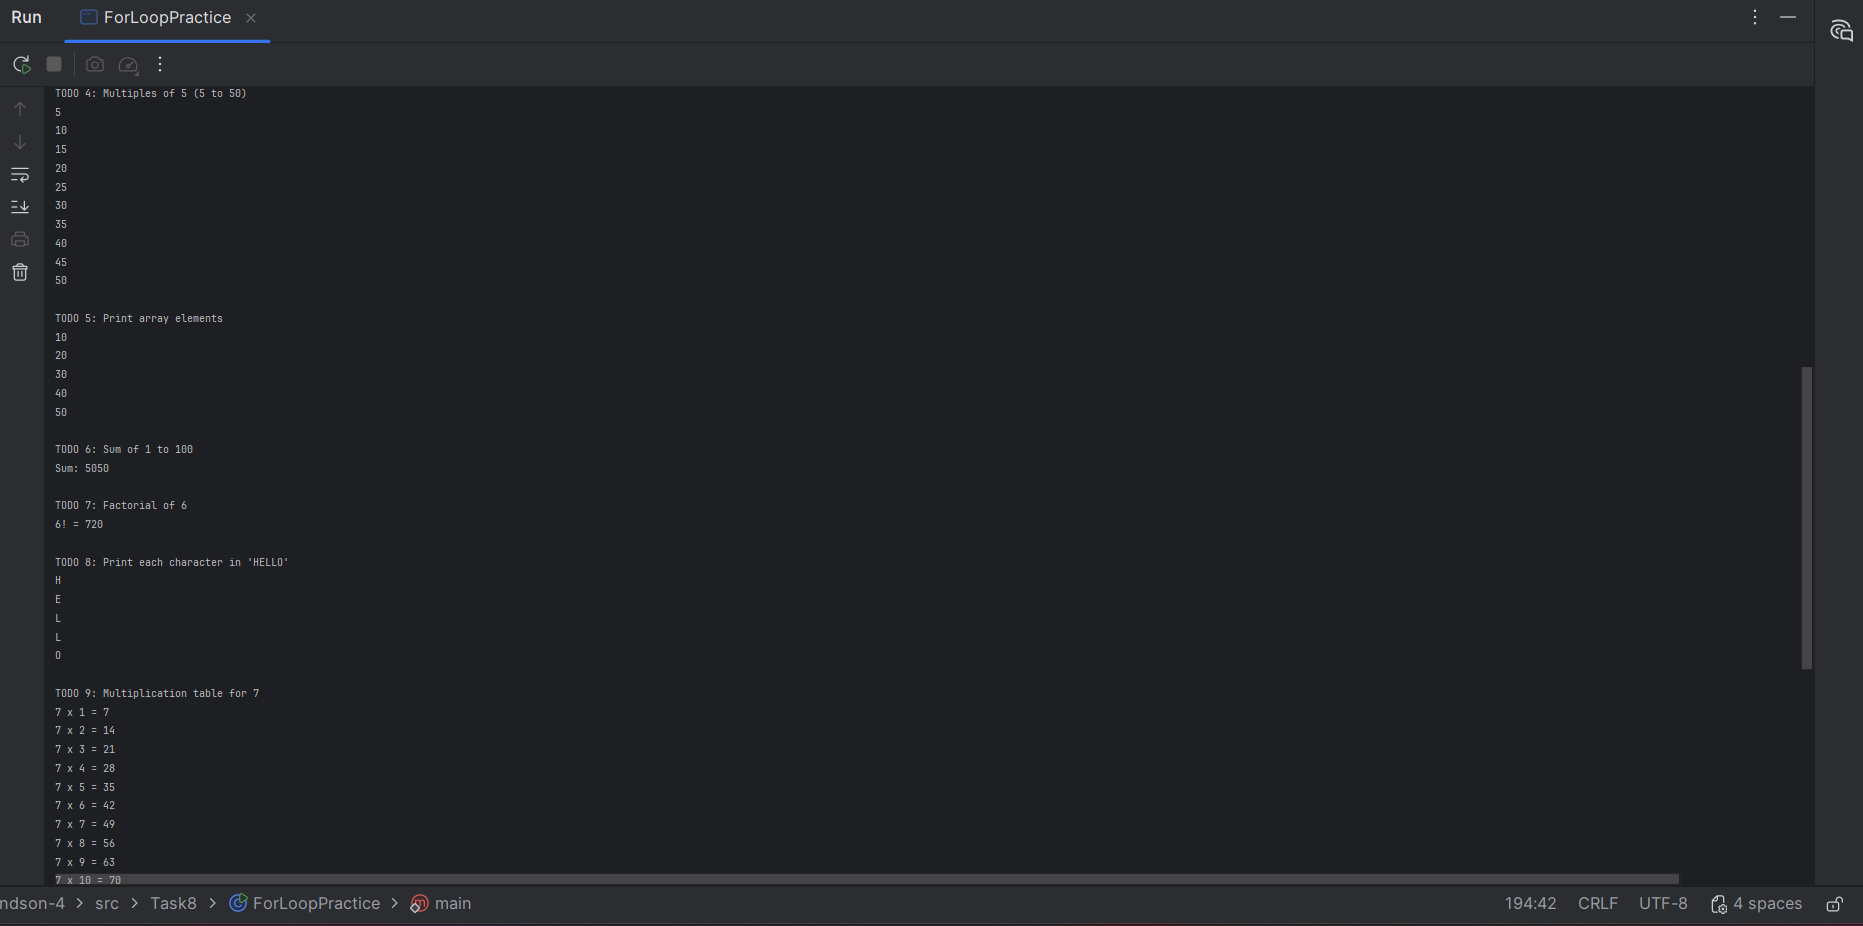 Run
ForLoopPractice
TODO 4: Multiples of 5 (5 to 50)
5
10
15
20
25
30
35
40
45
50
TODO 5: Print array elements
10
20
30
40
50
TODO 6: Sum of 1 to 100
Sum: 5050
TODO 7: Factorial of 6
6! = 720
TODO 8: Print each character in 'HELLO'
H
E
L
L
O
TODO 9: Multiplication table for 7
7 x 1 = 7
7 x 2 = 14
7 x 3 = 21
7 x 4 = 28
7 x 5 = 35
7 x 6 = 42
7 x 7 = 49
7 x 8 = 56
7 x 9 = 63
7 x 10 = 70
ndson-4 > src > Task8 > ForLoopPractice > main
194:42 CRLF UTF-8 4 spaces